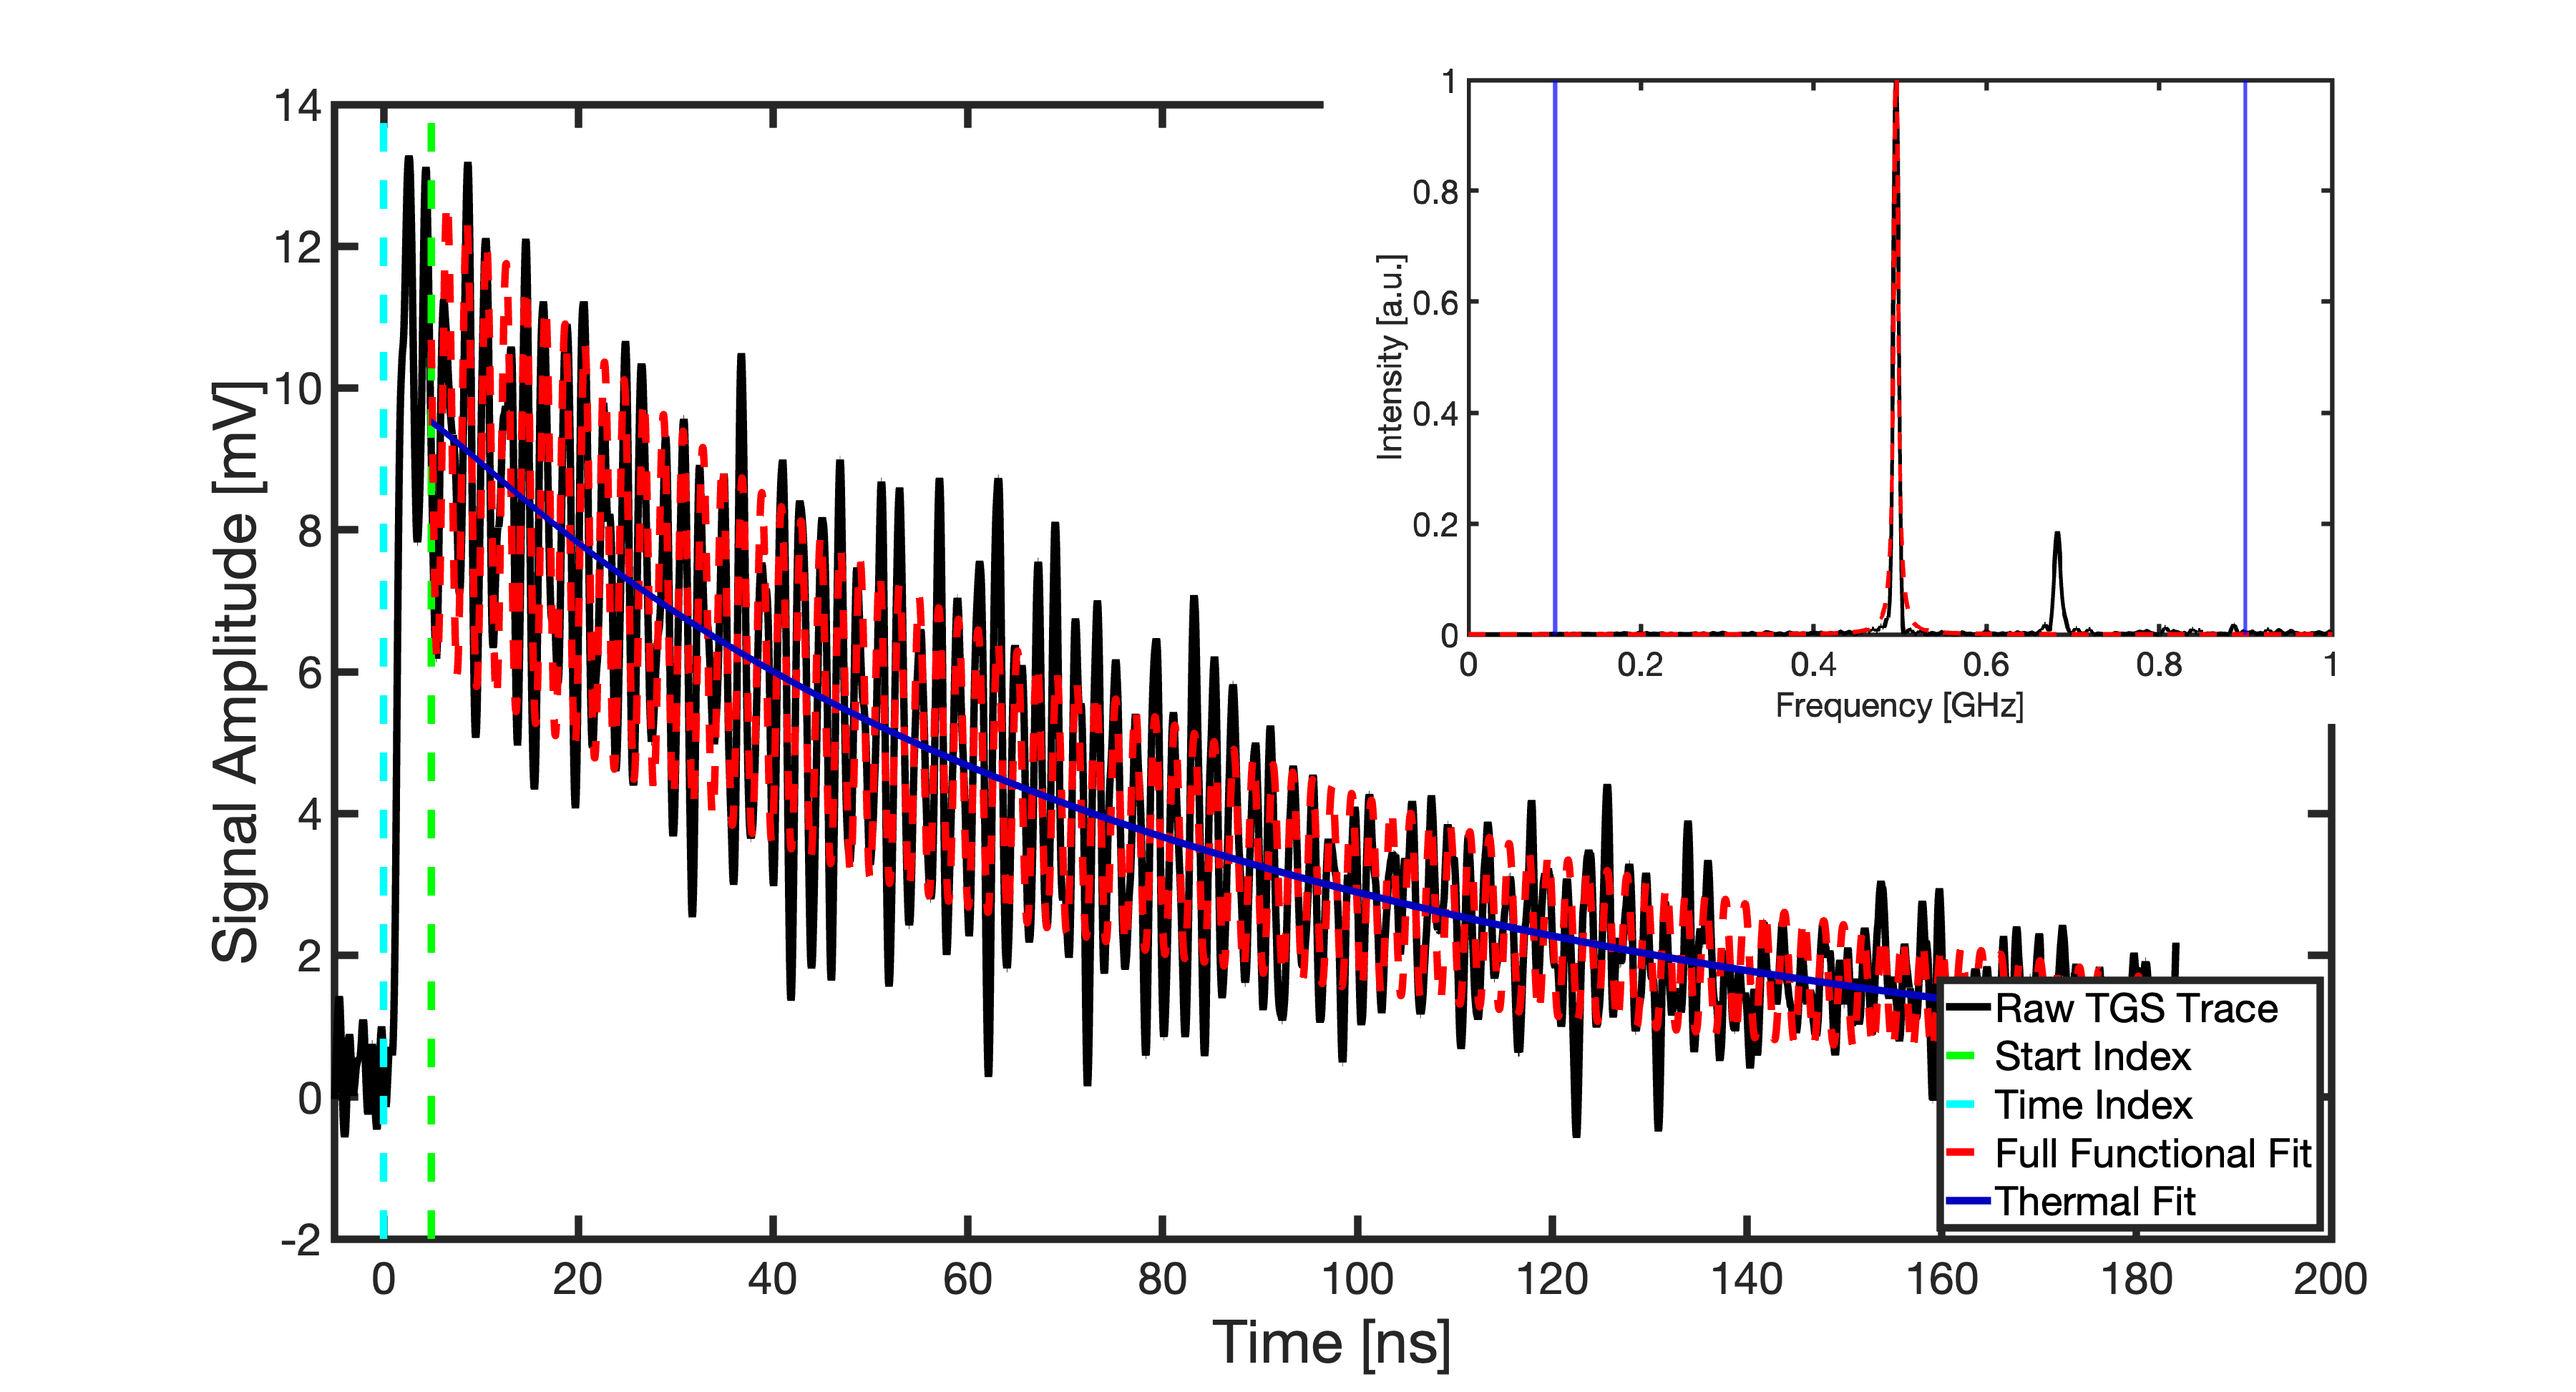 14
12
10
8
6
4
2
0
-2
Signal Amplitude [mV]
0 20 40 60 80 100 120 140 160 180 200
Time [ns]
1
0.8
0.6
0.4
0.2
0
Intensity [a.u.]
0 0.2 0.4 0.6 0.8 1
Frequency [GHz]
Raw TGS Trace
Start Index
Time Index
Full Functional Fit
Thermal Fit